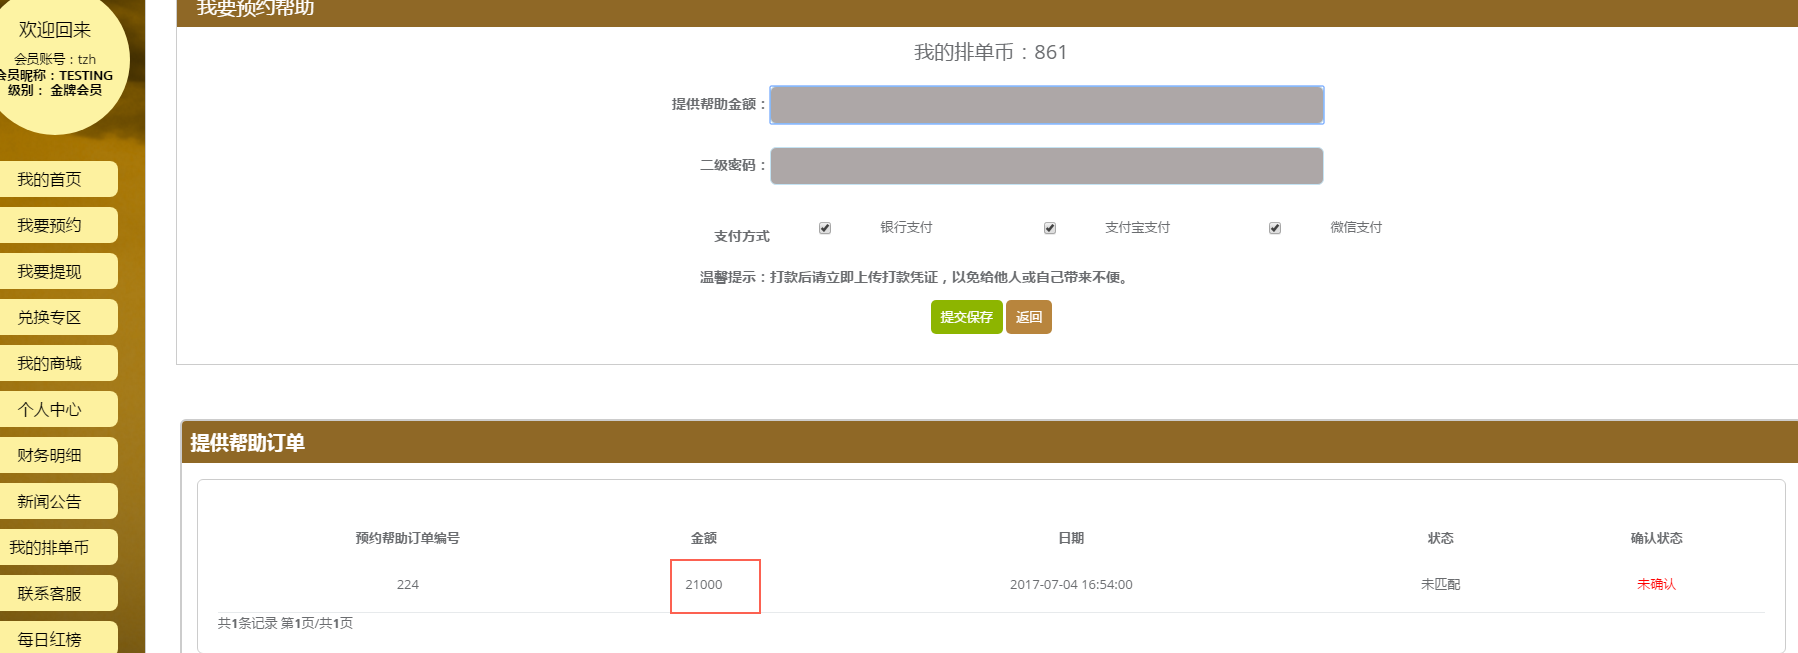 我要预约帮助
欢迎回来
会员账号：tzh
会员昵称：TESTING
级别： 金牌会员
我的首页
我要预约
我要提现
兑换专区
我的商城
个人中心
财务明细
新闻公告
我的排单币
联系客服
每日红榜
我的排单币：861
提供帮助金额：
二级密码：
支付方式 银行支付 支付宝支付 微信支付
温馨提示：打款后请立即上传打款凭证，以免给他人或自己带来不便。
提交保存 返回
提供帮助订单
预约帮助订单编号 金额 日期 状态 确认状态
224 21000 2017-07-04 16:54:00 未匹配 未确认
共1条记录 第1页/共1页